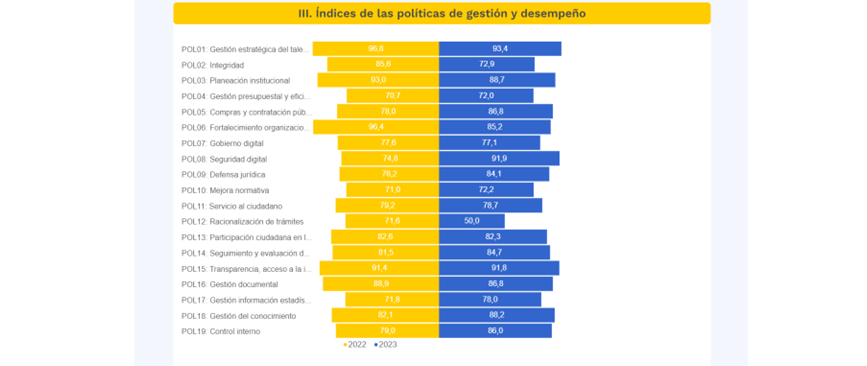 III. Índices de las políticas de gestión y desempeño
POL01: Gestión estratégica del tale... 96,8 93,4
POL02: Integridad 85,6 72,9
POL03: Planeación institucional 93,0 88,7
POL04: Gestión presupuestal y efici... 70,7 72,0
POL05: Compras y contratación púb... 78,0 86,8
POL06: Fortalecimiento organizacio... 96,4 85,2
POL07: Gobierno digital 77,6 77,1
POL08: Seguridad digital 74,8 91,9
POL09: Defensa jurídica 76,2 84,1
POL10: Mejora normativa 71,0 72,2
POL11: Servicio al ciudadano 79,2 78,7
POL12: Racionalización de trámites 71,6 50,0
POL13: Participación ciudadana en l... 82,6 82,3
POL14: Seguimiento y evaluación d... 81,5 84,7
POL15: Transparencia, acceso a la i... 91,4 91,8
POL16: Gestión documental 88,9 86,8
POL17: Gestión información estadís... 71,8 78,0
POL18: Gestión del conocimiento 82,1 88,2
POL19: Control interno 79,0 86,0
2022 2023